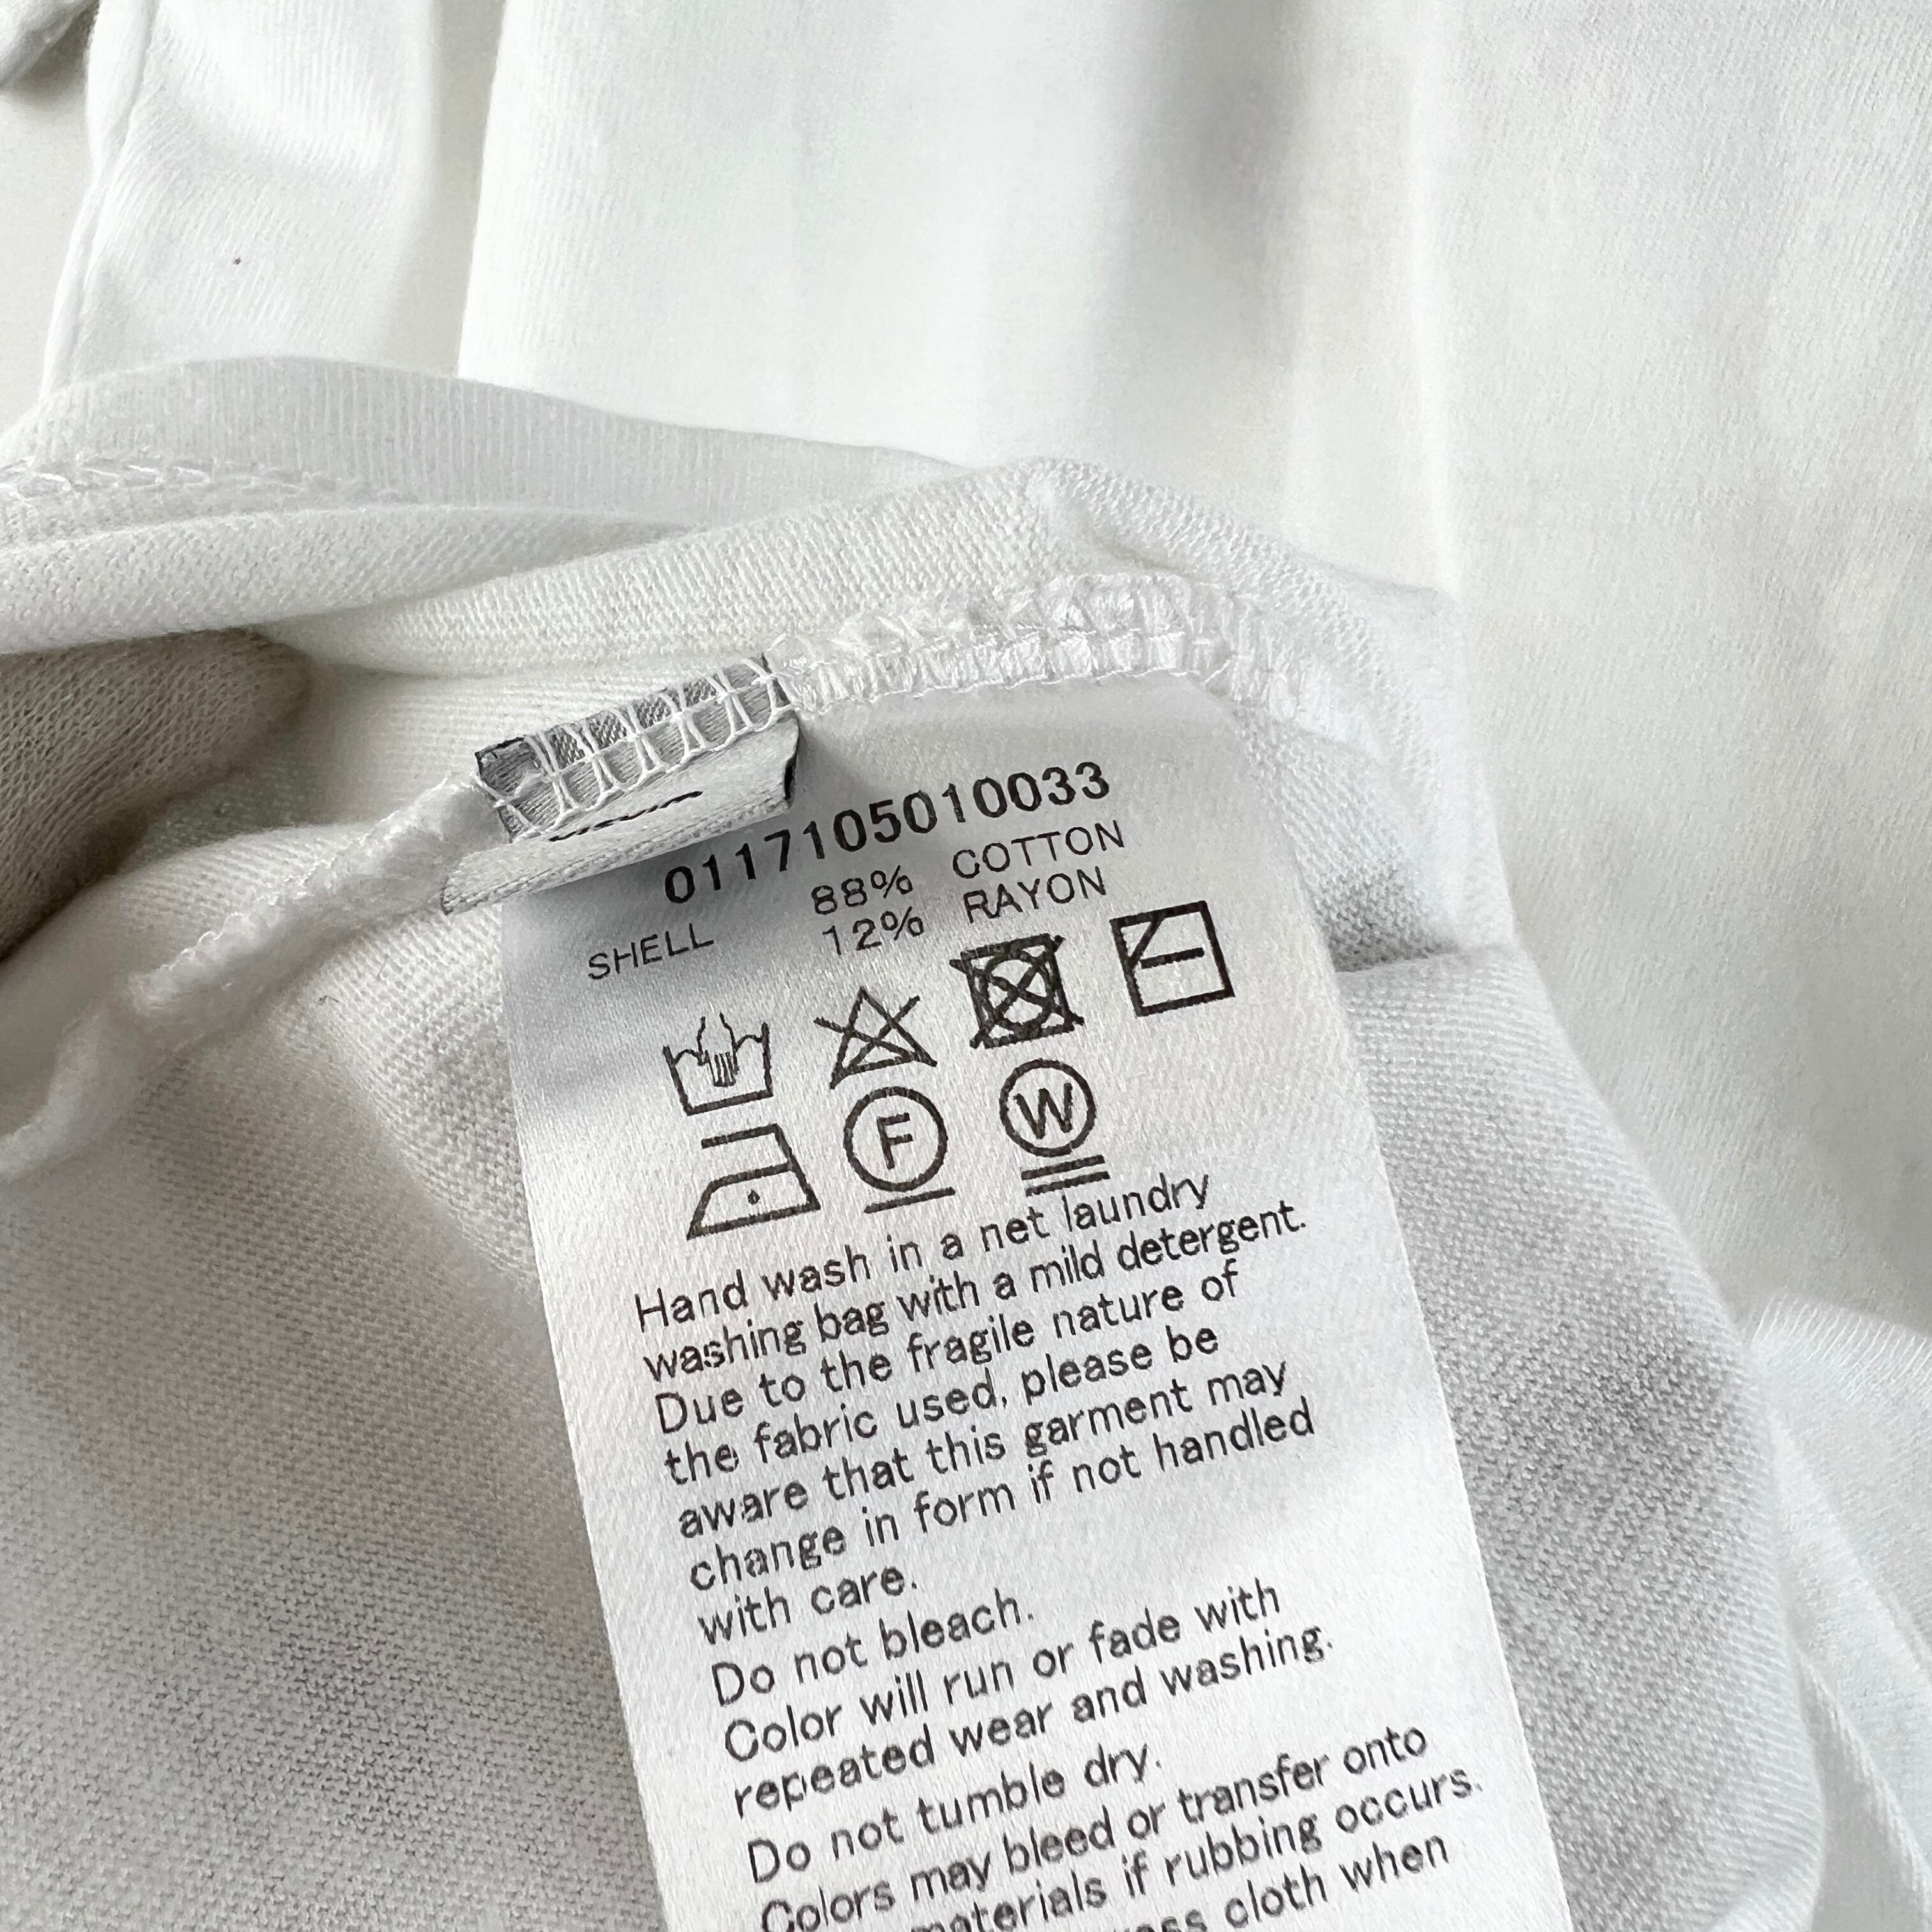 0117105010033
SHELL 88% COTTON
12% RAYON
F W
Hand wash in a net laundry
washing bag with a mild detergent.
Due to the fragile nature of
the fabric used, please be
aware that this garment may
change in form if not handled
with care.
Do not bleach.
Color will run or fade with
repeated wear and washing.
Do not tumble dry.
Colors may bleed or transfer onto
materials if rubbing occurs.
cloth when